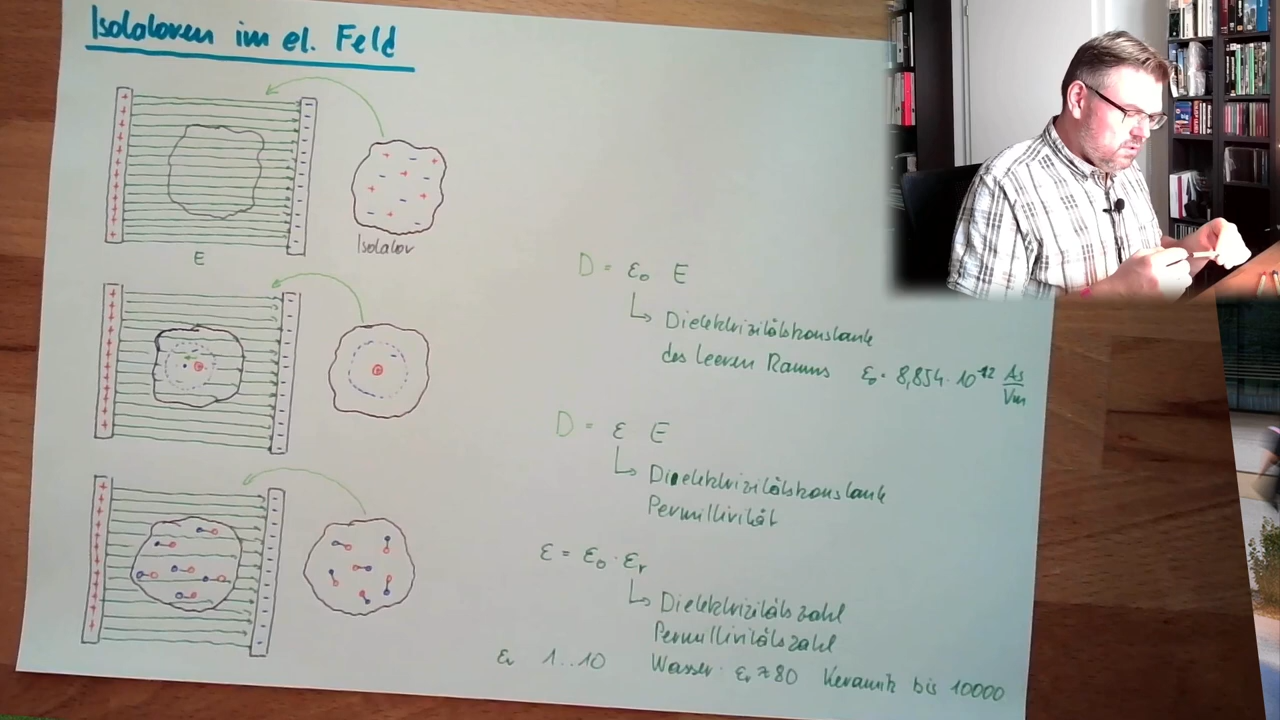 Isolatoren im el. Feld
E
Isolator
D = ε₀ E
Dielektrizitätskonstante
des leeren Raums ε₀ = 8,854 · 10⁻¹² As/Vm
D = ε E
Dielektrizitätskonstante
Permittivität
ε = ε₀ · εᵣ
Dielektrizitätszahl
Permittivitätszahl
εᵣ 1..10 Wasser · εᵣ ≈ 80 Keramik bis 10000